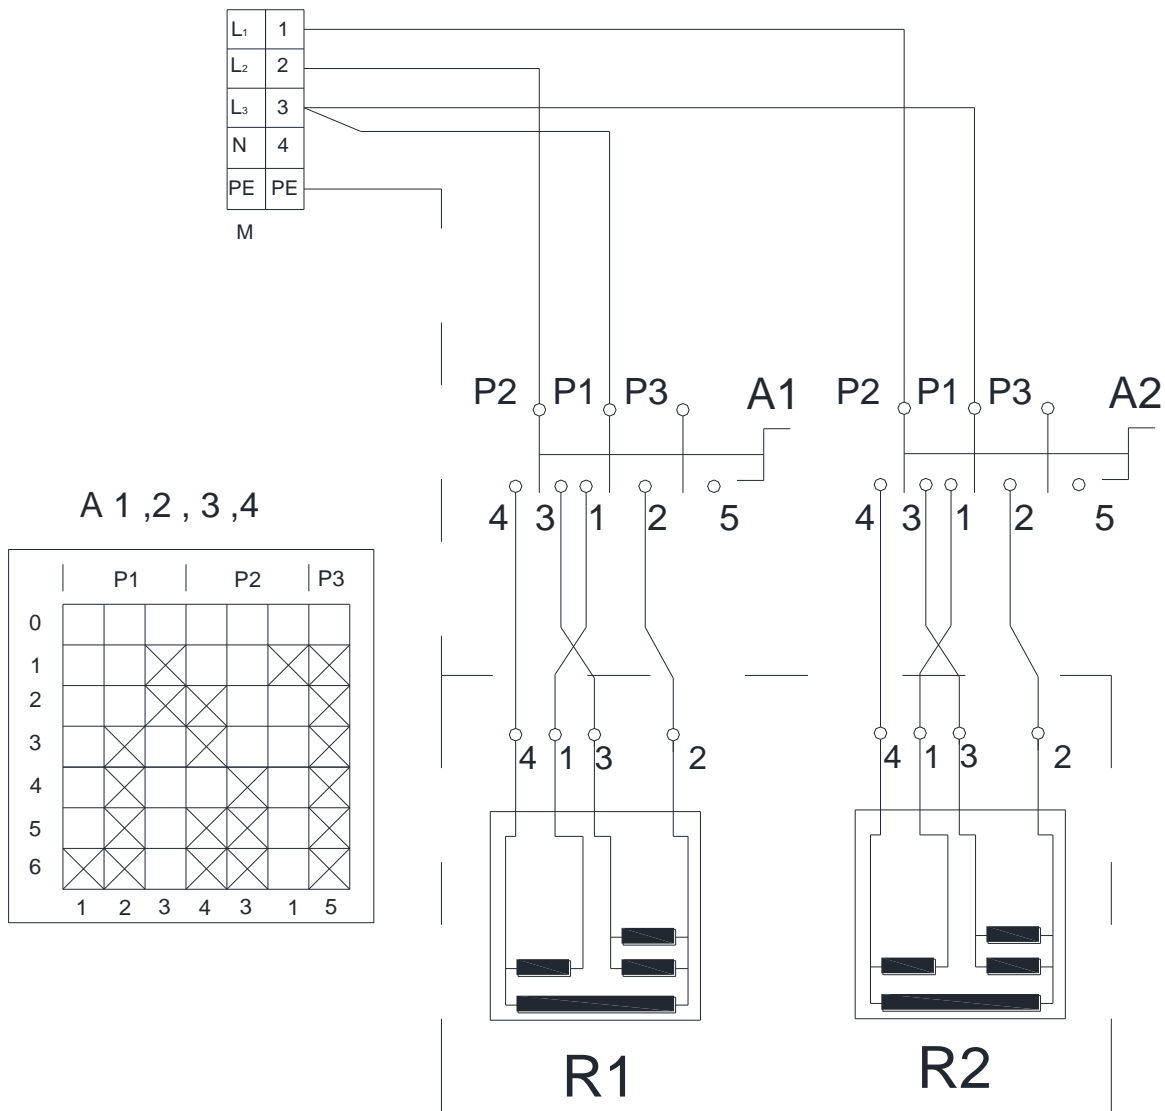 L1 1
L2 2
L3 3
N 4
PE PE
M
P2 P1 P3 A1
P2 P1 P3 A2
4 3 1 2 5
4 3 1 2 5
A 1 ,2 , 3 ,4
P1 P2 P3
0
1
2
3
4
5
6
1 2 3 4 3 1 5
4 1 3 2
4 1 3 2
R1
R2